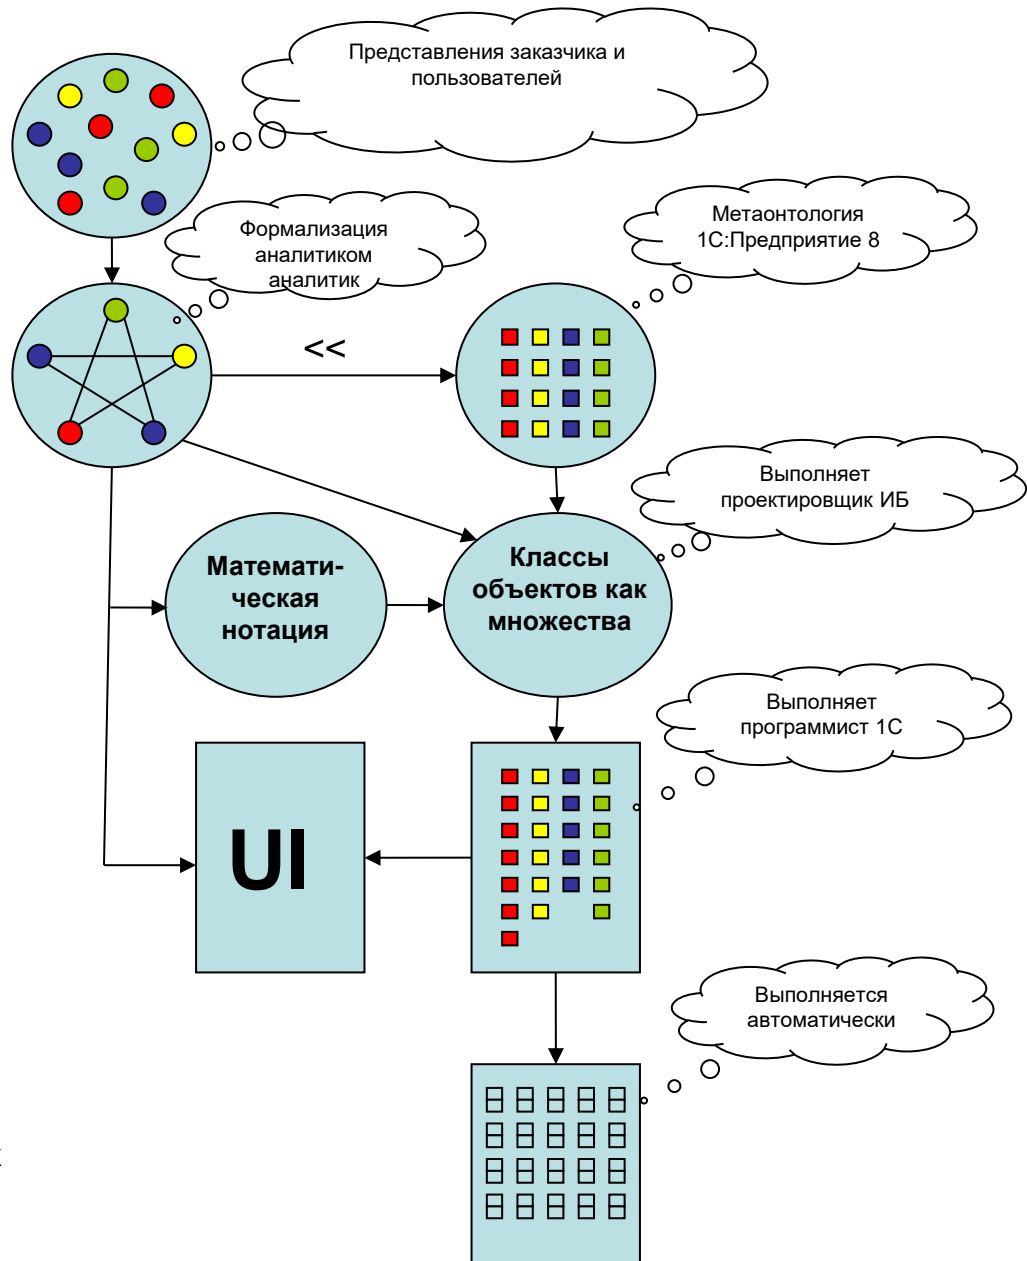 Представления заказчика и
пользователей
Формализация
аналитиком
аналитик
Метаонтология
1С:Предприятие 8
<<
Выполняет
проектировщик ИБ
Математи-
ческая
нотация
Классы
объектов как
множества
Выполняет
программист 1С
UI
Выполняется
автоматически